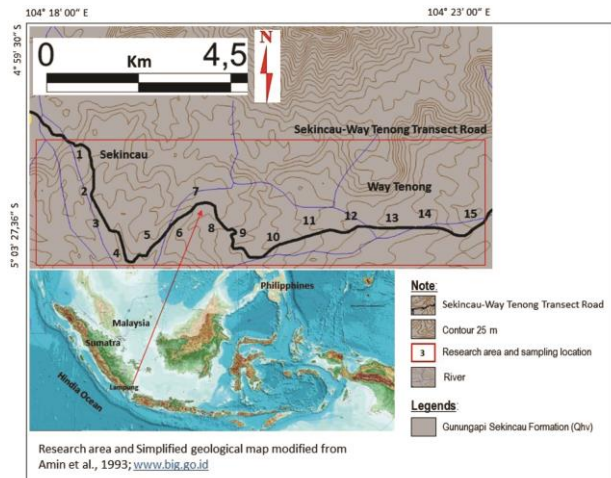 104° 18' 00'' E
104° 23' 00'' E
4° 59' 30'' S
5° 03' 27,36'' S
0 Km 4,5
N
Sekincau-Way Tenong Transect Road
Sekincau
Way Tenong
1
2
3
4
5
6
7
8
9
10
11
12
13
14
15
Philippines
Malaysia
Sumatra
Lampung
Hindia Ocean
Note:
Sekincau-Way Tenong Transect Road
Contour 25 m
3 Research area and sampling location
River
Legends:
Gunungapi Sekincau Formation (Qhv)
Research area and Simplified geological map modified from
Amin et al., 1993; www.big.go.id